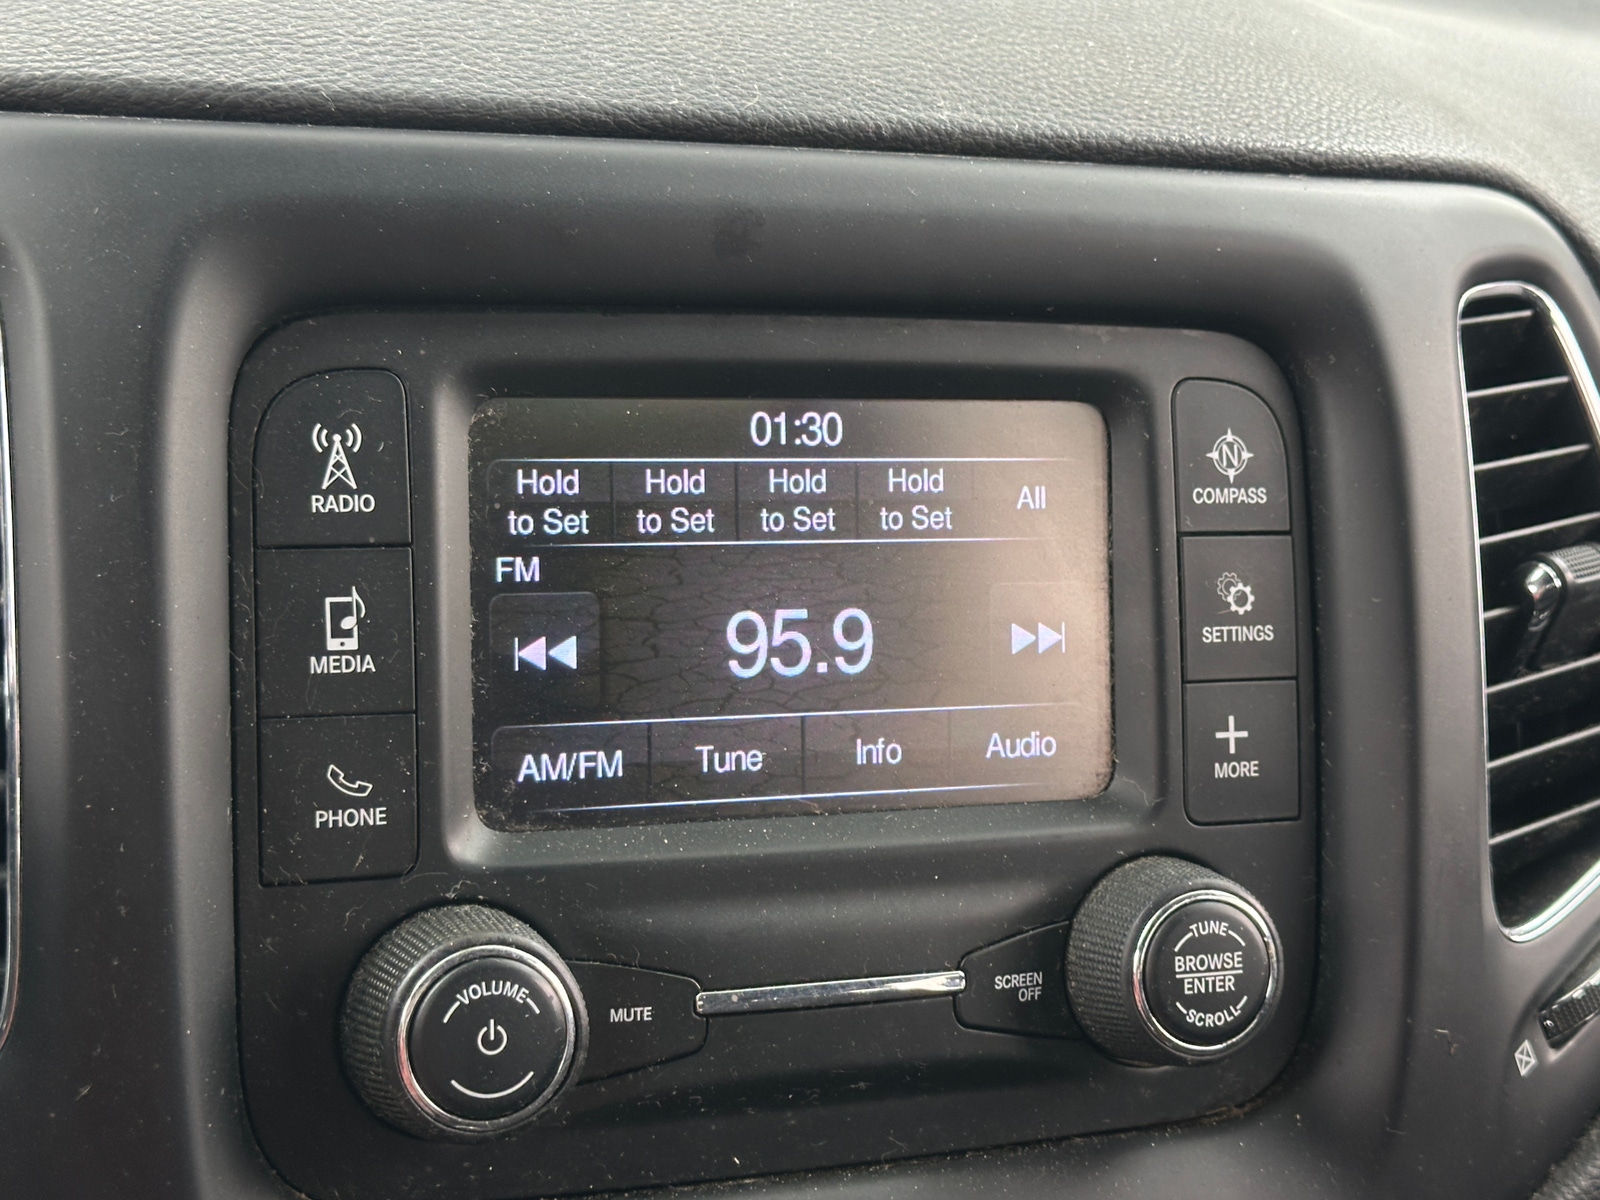 01:30
Hold to Set
Hold to Set
Hold to Set
Hold to Set
All
FM
95.9
AM/FM
Tune
Info
Audio
RADIO
MEDIA
PHONE
N
COMPASS
SETTINGS
MORE
VOLUME
MUTE
SCREEN
OFF
TUNE
BROWSE
ENTER
SCROLL